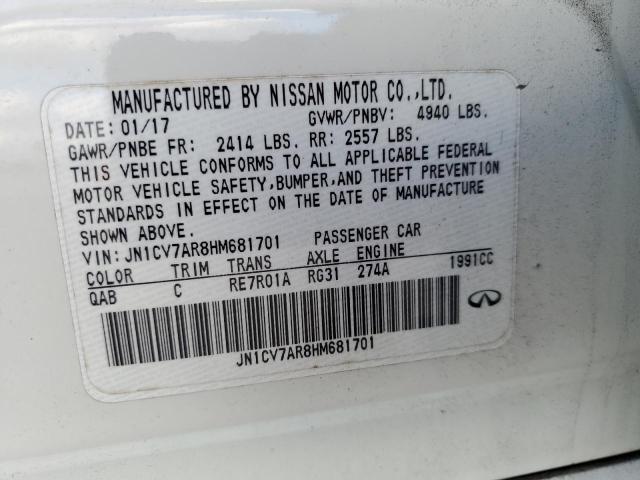 MANUFACTURED BY NISSAN MOTOR CO.,LTD.
DATE: 01/17 GVWR/PNBV: 4940 LBS.
GAWR/PNBE FR: 2414 LBS. RR: 2557 LBS.
THIS VEHICLE CONFORMS TO ALL APPLICABLE FEDERAL
MOTOR VEHICLE SAFETY,BUMPER,AND THEFT PREVENTION
STANDARDS IN EFFECT ON THE DATE OF MANUFACTURE
SHOWN ABOVE.
VIN: JN1CV7AR8HM681701 PASSENGER CAR
COLOR TRIM TRANS AXLE ENGINE
QAB C RE7R01A RG31 274A 1991CC
JN1CV7AR8HM681701